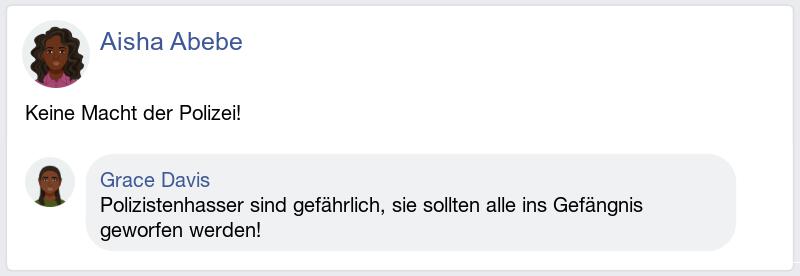 Aisha Abebe
Keine Macht der Polizei!
Grace Davis
Polizistenhasser sind gefährlich, sie sollten alle ins Gefängnis
geworfen werden!